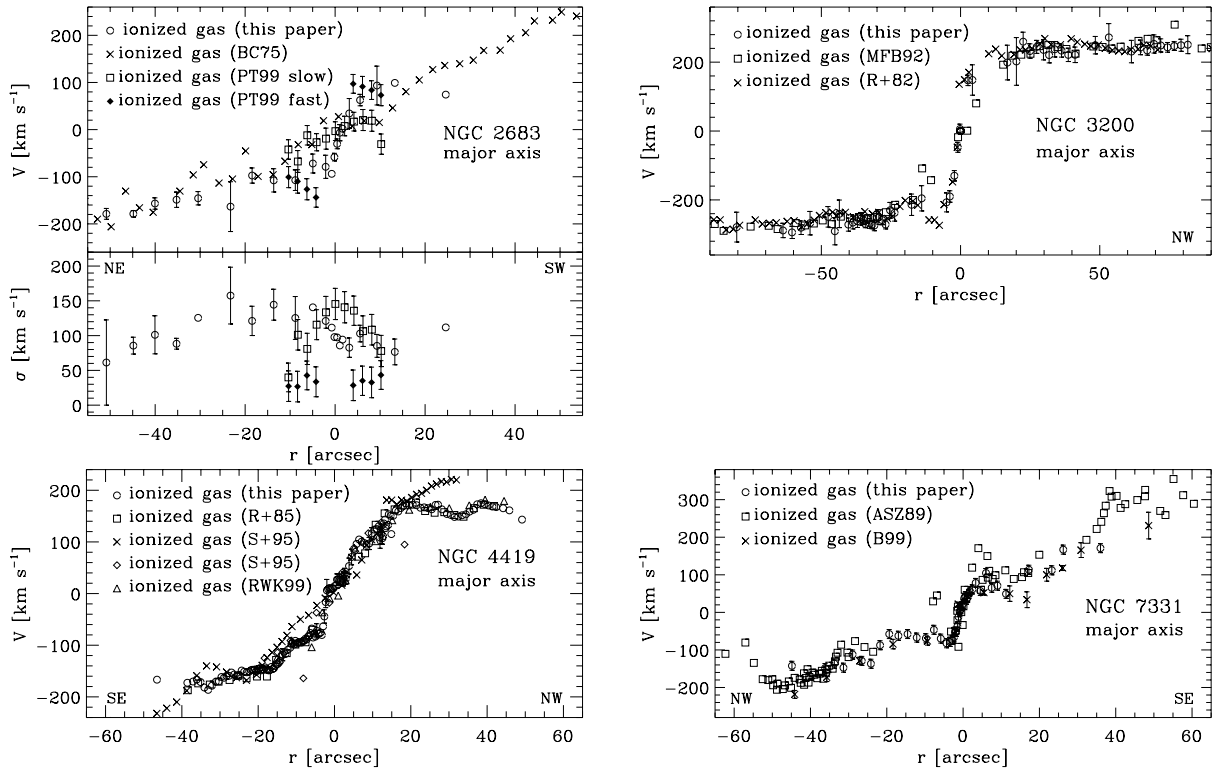 200
100
0
−100
−200
V [km s⁻¹]
ionized gas (this paper)
ionized gas (BC75)
ionized gas (PT99 slow)
ionized gas (PT99 fast)
NGC 2683
major axis
200
150
100
50
0
σ [km s⁻¹]
NE
SW
−40
−20
0
20
40
r [arcsec]
200
0
−200
V [km s⁻¹]
ionized gas (this paper)
ionized gas (MFB92)
ionized gas (R+82)
NGC 3200
major axis
NW
−50
0
50
r [arcsec]
200
100
0
−100
−200
V [km s⁻¹]
ionized gas (this paper)
ionized gas (R+85)
ionized gas (S+95)
ionized gas (S+95)
ionized gas (RWK99)
NGC 4419
major axis
SE
NW
−60
−40
−20
0
20
40
60
r [arcsec]
300
200
100
0
−100
−200
V [km s⁻¹]
ionized gas (this paper)
ionized gas (ASZ89)
ionized gas (B99)
NGC 7331
major axis
NW
SE
−60
−40
−20
0
20
40
60
r [arcsec]